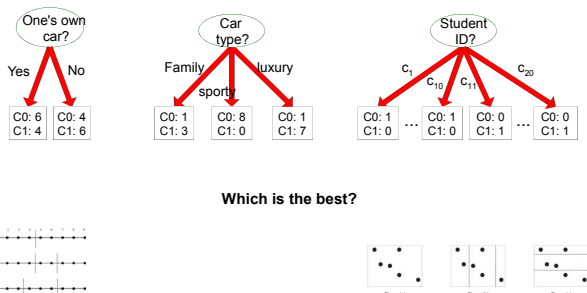 One's own
car?
Yes
No
C0: 6
C1: 4
C0: 4
C1: 6
Car
type?
Family
sporty
luxury
C0: 1
C1: 3
C0: 8
C1: 0
C0: 1
C1: 7
Student
ID?
c1
c10
c11
c20
C0: 1
C1: 0
...
C0: 1
C1: 0
C0: 0
C1: 1
...
C0: 0
C1: 1
Which is the best?